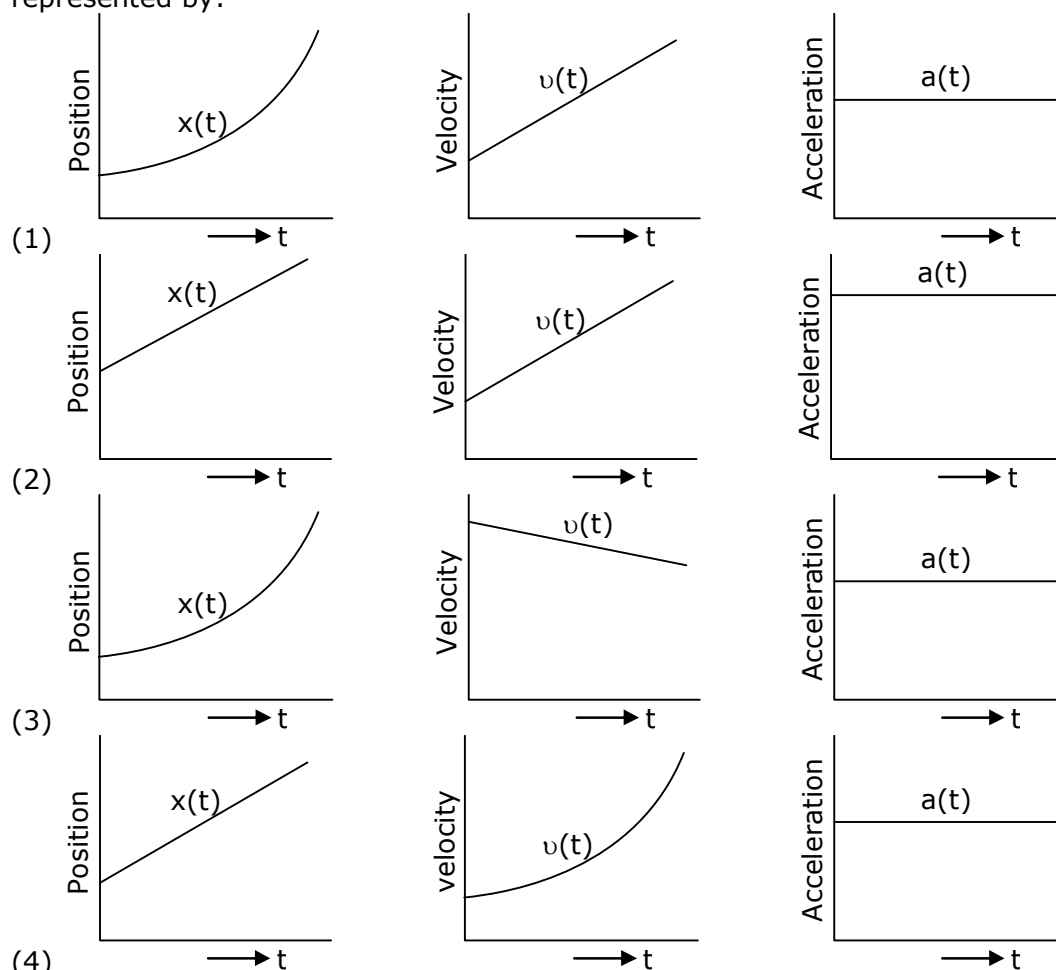 represented by:
Position x(t) Velocity υ(t) Acceleration a(t)
(1) t t t
Position x(t) Velocity υ(t) Acceleration a(t)
(2) t t t
Position x(t) Velocity υ(t) Acceleration a(t)
(3) t t t
Position x(t) velocity υ(t) Acceleration a(t)
(4) t t t